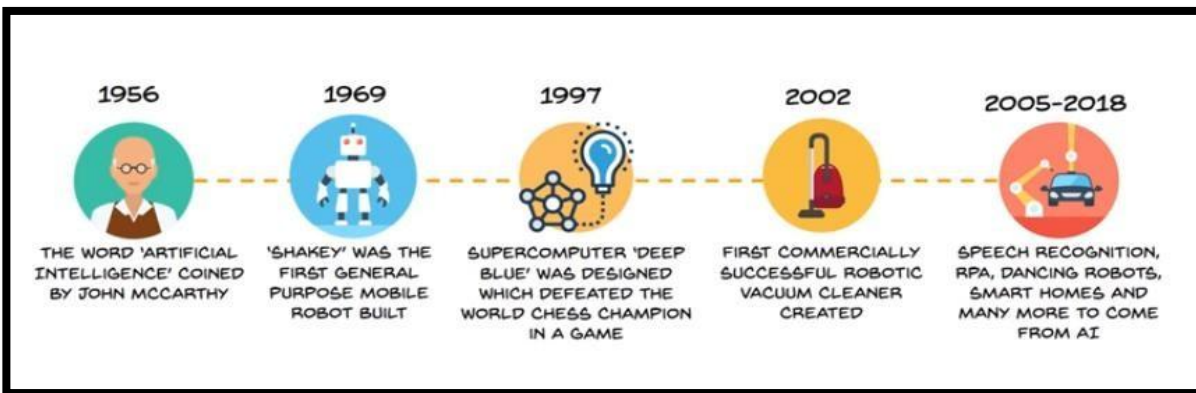 1956
THE WORD 'ARTIFICIAL
INTELLIGENCE' COINED
BY JOHN MCCARTHY
1969
'SHAKEY' WAS THE
FIRST GENERAL
PURPOSE MOBILE
ROBOT BUILT
1997
SUPERCOMPUTER 'DEEP
BLUE' WAS DESIGNED
WHICH DEFEATED THE
WORLD CHESS CHAMPION
IN A GAME
2002
FIRST COMMERCIALLY
SUCCESSFUL ROBOTIC
VACUUM CLEANER
CREATED
2005-2018
SPEECH RECOGNITION,
RPA, DANCING ROBOTS,
SMART HOMES AND
MANY MORE TO COME
FROM AI